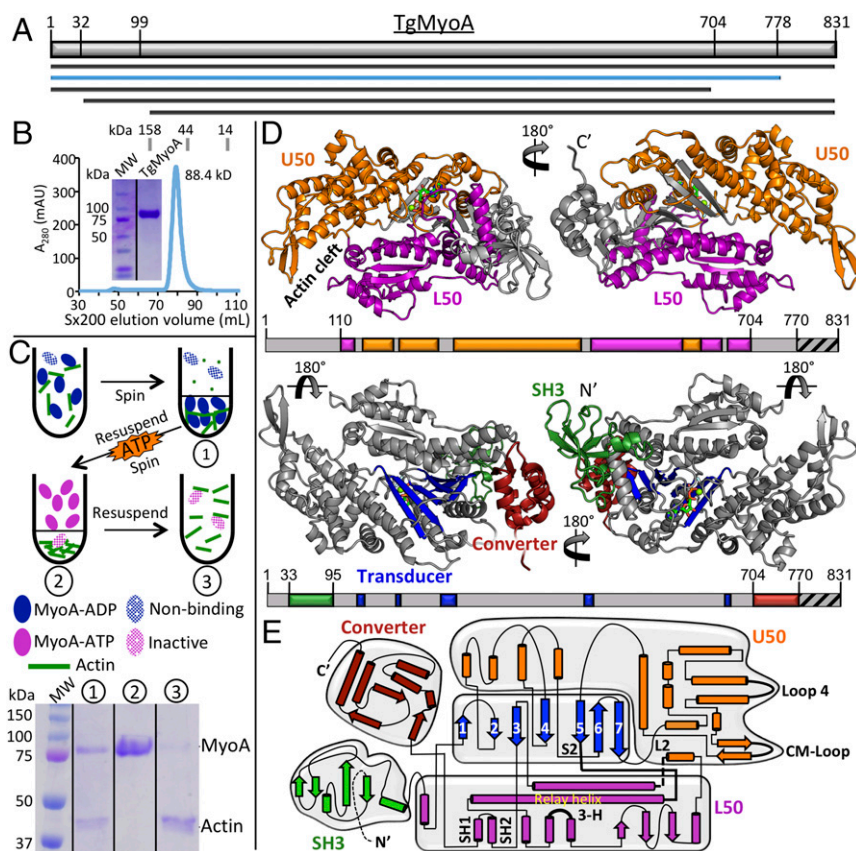 A
TgMyoA
1 32 99 704 778 831
B
kDa 158 44 14
400
300
200
100
0
A280 (mAU)
kDa MW TgMyoA
100
75
50
88.4 kD
30 50 70 90 110
Sx200 elution volume (mL)
C
Spin
1
Resuspend
ATP
Spin
Resuspend
2
3
MyoA-ADP Non-binding
MyoA-ATP Inactive
Actin
kDa MW 1 2 3
150
100
75
50
37
MyoA
Actin
D
180°
C'
U50 U50
Actin cleft
L50 L50
1 110 704 770 831
180° 180°
SH3 N'
Converter
180°
Transducer
1 33 95 704 770 831
E
Converter
C'
U50
Loop 4
CM-Loop
1 2 3 4 5 6 7
S2 L2
Relay helix
L50
SH1 SH2 3-H
SH3 N'